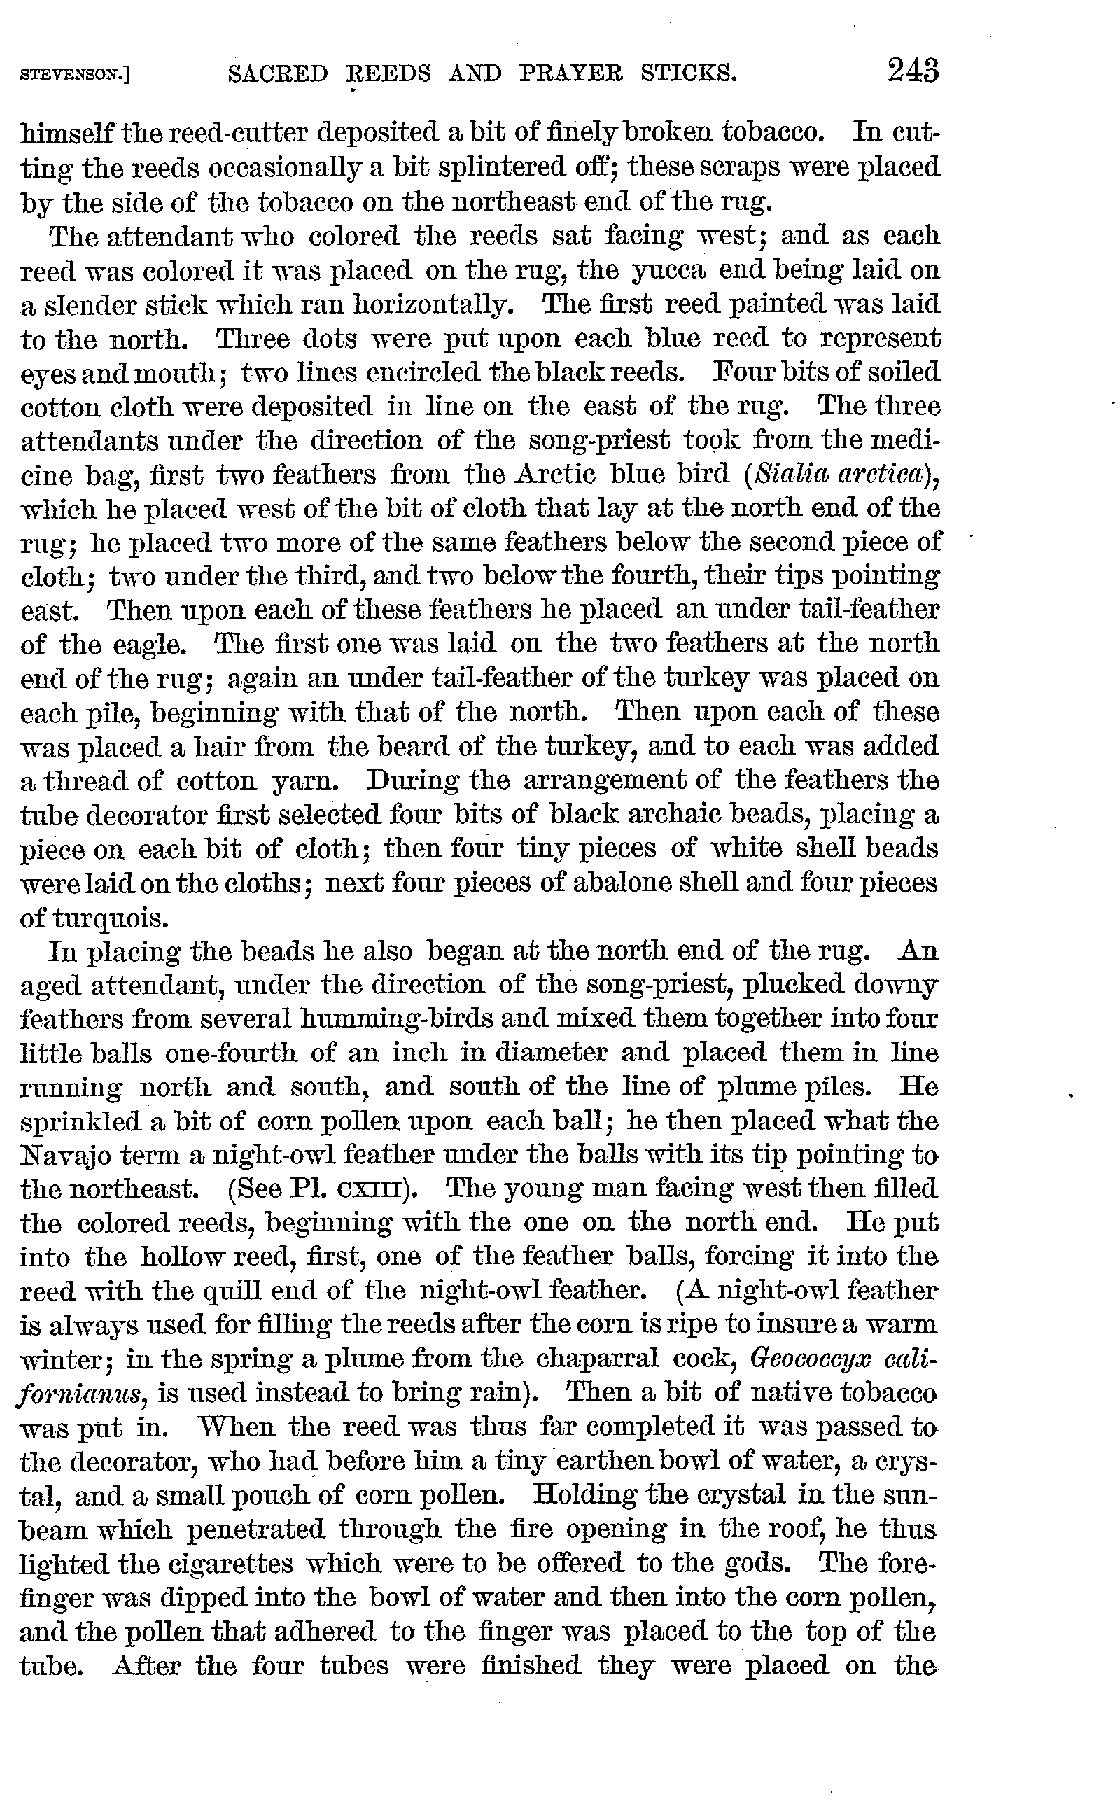 STEVENSON.] SACRED REEDS AND PRAYER STICKS. 243
himself the reed-cutter deposited a bit of finely broken tobacco. In cut-
ting the reeds occasionally a bit splintered off; these scraps were placed
by the side of the tobacco on the northeast end of the rug.
The attendant who colored the reeds sat facing west; and as each
reed was colored it was placed on the rug, the yucca end being laid on
a slender stick which ran horizontally. The first reed painted was laid
to the north. Three dots were put upon each blue reed to represent
eyes and mouth; two lines encircled the black reeds. Four bits of soiled
cotton cloth were deposited in line on the east of the rug. The three
attendants under the direction of the song-priest took from the medi-
cine bag, first two feathers from the Arctic blue bird (Sialia arctica),
which he placed west of the bit of cloth that lay at the north end of the
rug; he placed two more of the same feathers below the second piece of
cloth; two under the third, and two below the fourth, their tips pointing
east. Then upon each of these feathers he placed an under tail-feather
of the eagle. The first one was laid on the two feathers at the north
end of the rug; again an under tail-feather of the turkey was placed on
each pile, beginning with that of the north. Then upon each of these
was placed a hair from the beard of the turkey, and to each was added
a thread of cotton yarn. During the arrangement of the feathers the
tube decorator first selected four bits of black archaic beads, placing a
piece on each bit of cloth; then four tiny pieces of white shell beads
were laid on the cloths; next four pieces of abalone shell and four pieces
of turquois.
In placing the beads he also began at the north end of the rug. An
aged attendant, under the direction of the song-priest, plucked downy
feathers from several humming-birds and mixed them together into four
little balls one-fourth of an inch in diameter and placed them in line
running north and south, and south of the line of plume piles. He
sprinkled a bit of corn pollen upon each ball; he then placed what the
Navajo term a night-owl feather under the balls with its tip pointing to
the northeast. (See Pl. CXIII). The young man facing west then filled
the colored reeds, beginning with the one on the north end. He put
into the hollow reed, first, one of the feather balls, forcing it into the
reed with the quill end of the night-owl feather. (A night-owl feather
is always used for filling the reeds after the corn is ripe to insure a warm
winter; in the spring a plume from the chaparral cock, Geococcyx cali-
fornianus, is used instead to bring rain). Then a bit of native tobacco
was put in. When the reed was thus far completed it was passed to
the decorator, who had before him a tiny earthen bowl of water, a crys-
tal, and a small pouch of corn pollen. Holding the crystal in the sun-
beam which penetrated through the fire opening in the roof, he thus
lighted the cigarettes which were to be offered to the gods. The fore-
finger was dipped into the bowl of water and then into the corn pollen,
and the pollen that adhered to the finger was placed to the top of the
tube. After the four tubes were finished they were placed on the